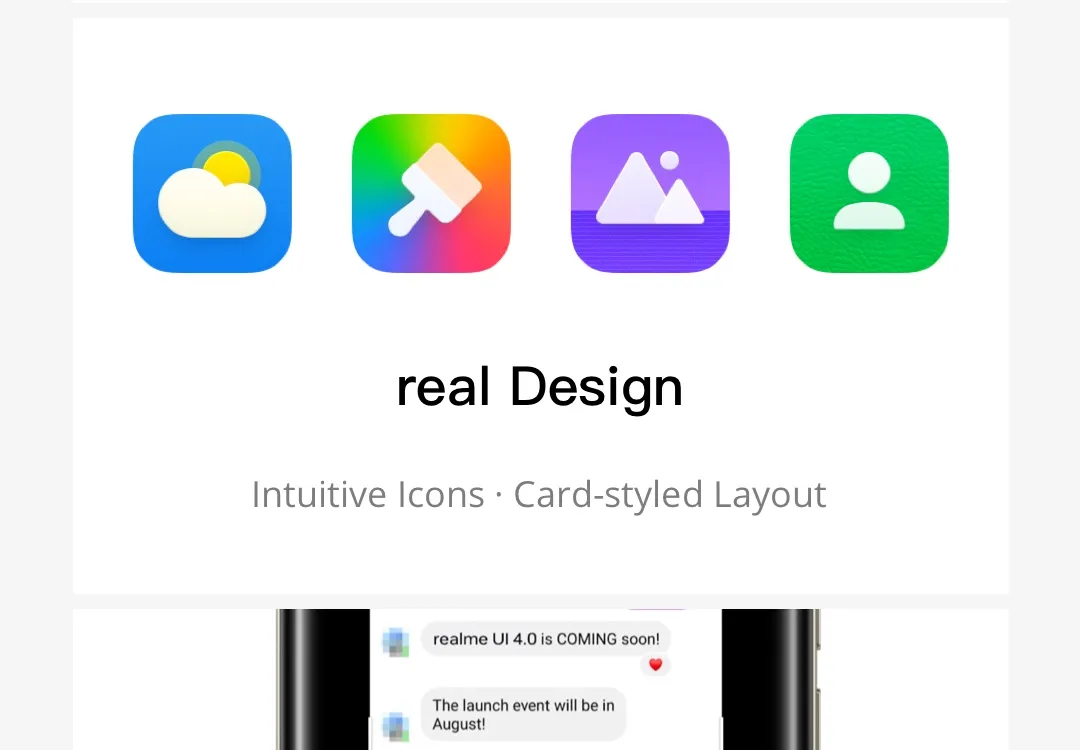 real Design
Intuitive Icons · Card-styled Layout
realme UI 4.0 is COMING soon!
The launch event will be in
August!